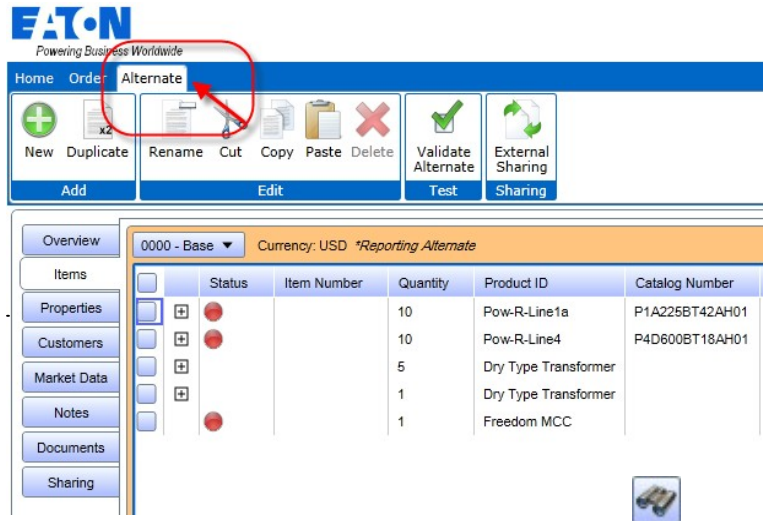 EATON
Powering Business Worldwide
Home Order Alternate
x2
New Duplicate Rename Cut Copy Paste Delete Validate Alternate External Sharing
Add Edit Test Sharing
Overview
Items
Properties
Customers
Market Data
Notes
Documents
Sharing
0000 - Base Currency: USD *Reporting Alternate
Status Item Number Quantity Product ID Catalog Number
10 Pow-R-Line1a P1A225BT42AH01
10 Pow-R-Line4 P4D600BT18AH01
5 Dry Type Transformer
1 Dry Type Transformer
1 Freedom MCC